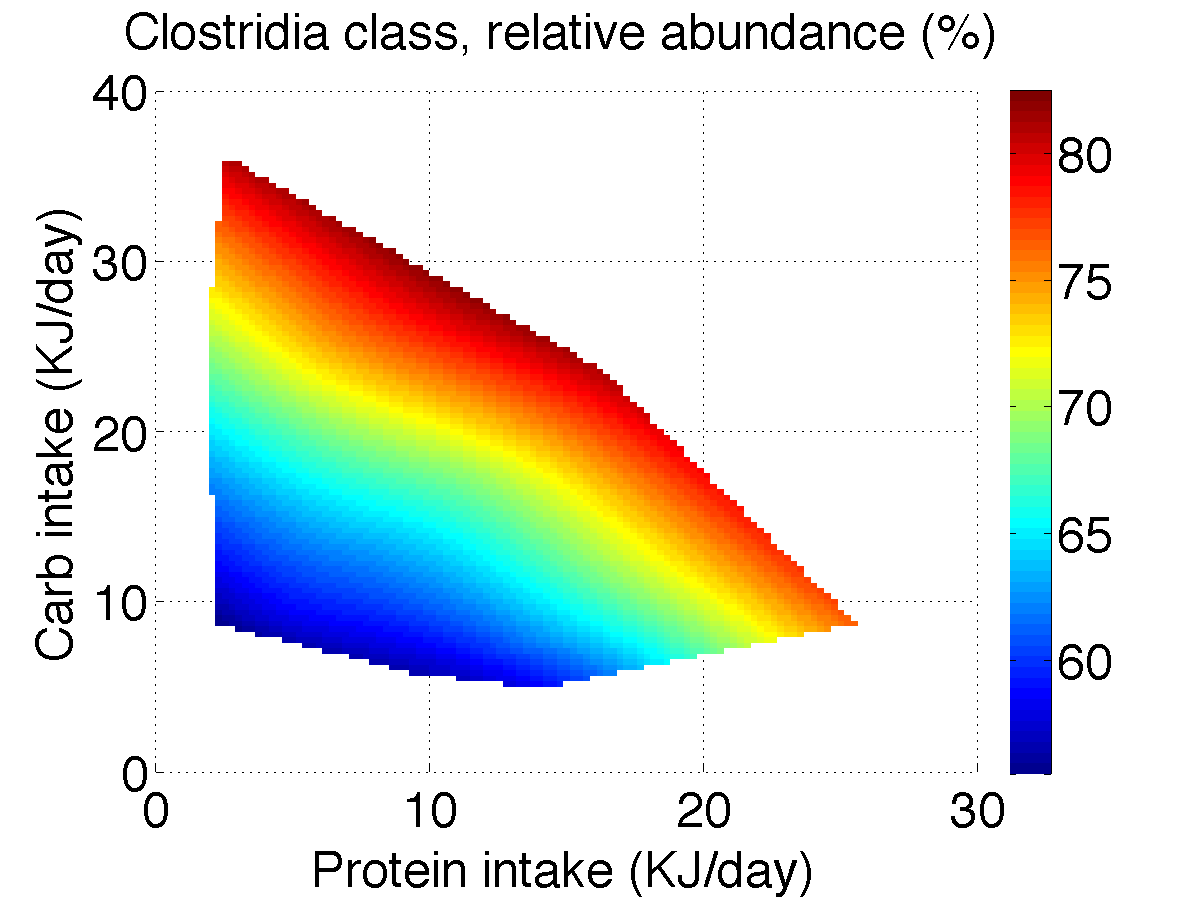 Clostridia class, relative abundance (%)
40
30
20
10
0
Carb intake (KJ/day)
0 10 20 30
Protein intake (KJ/day)
80
75
70
65
60